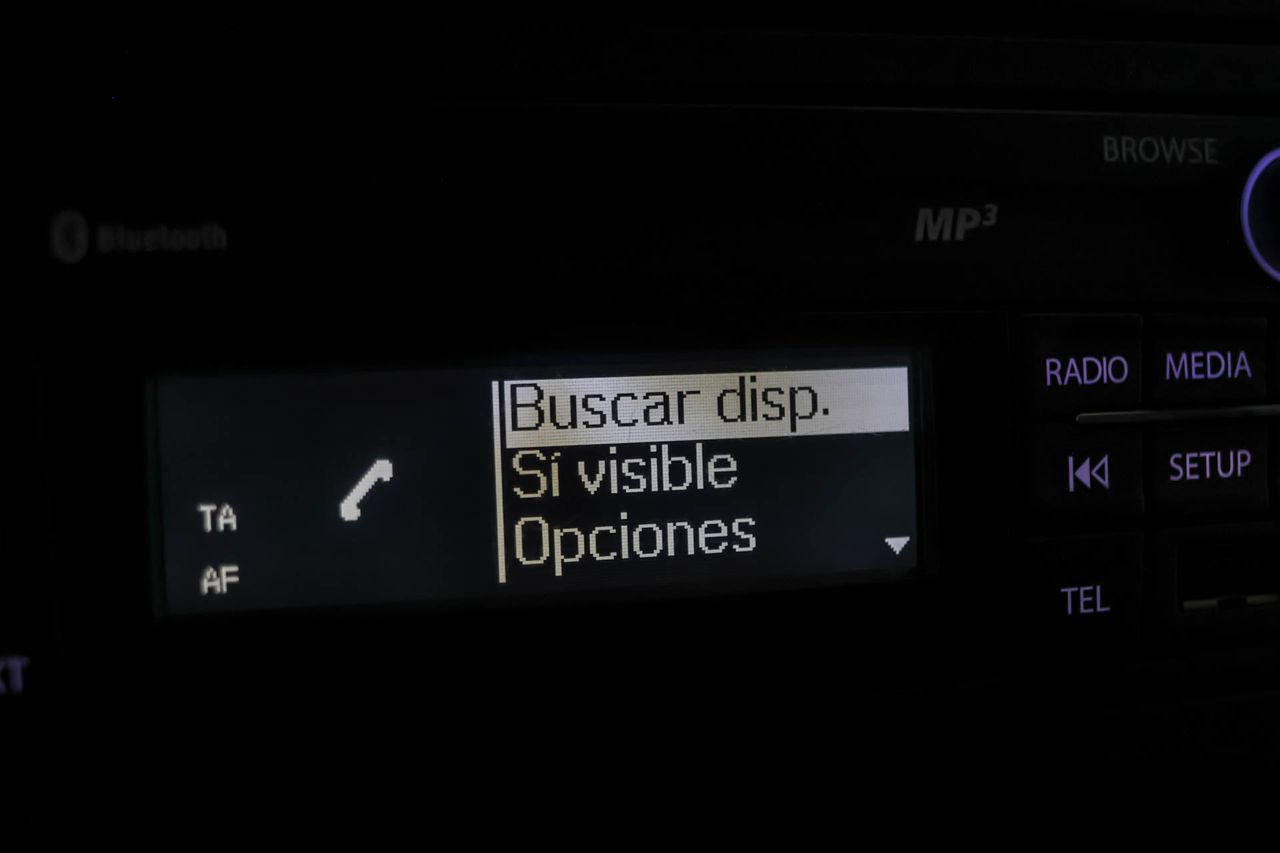 BROWSE
MP3
Bluetooth
Buscar disp.
RADIO
MEDIA
Sí visible
SETUP
TA
Opciones
AF
TEL